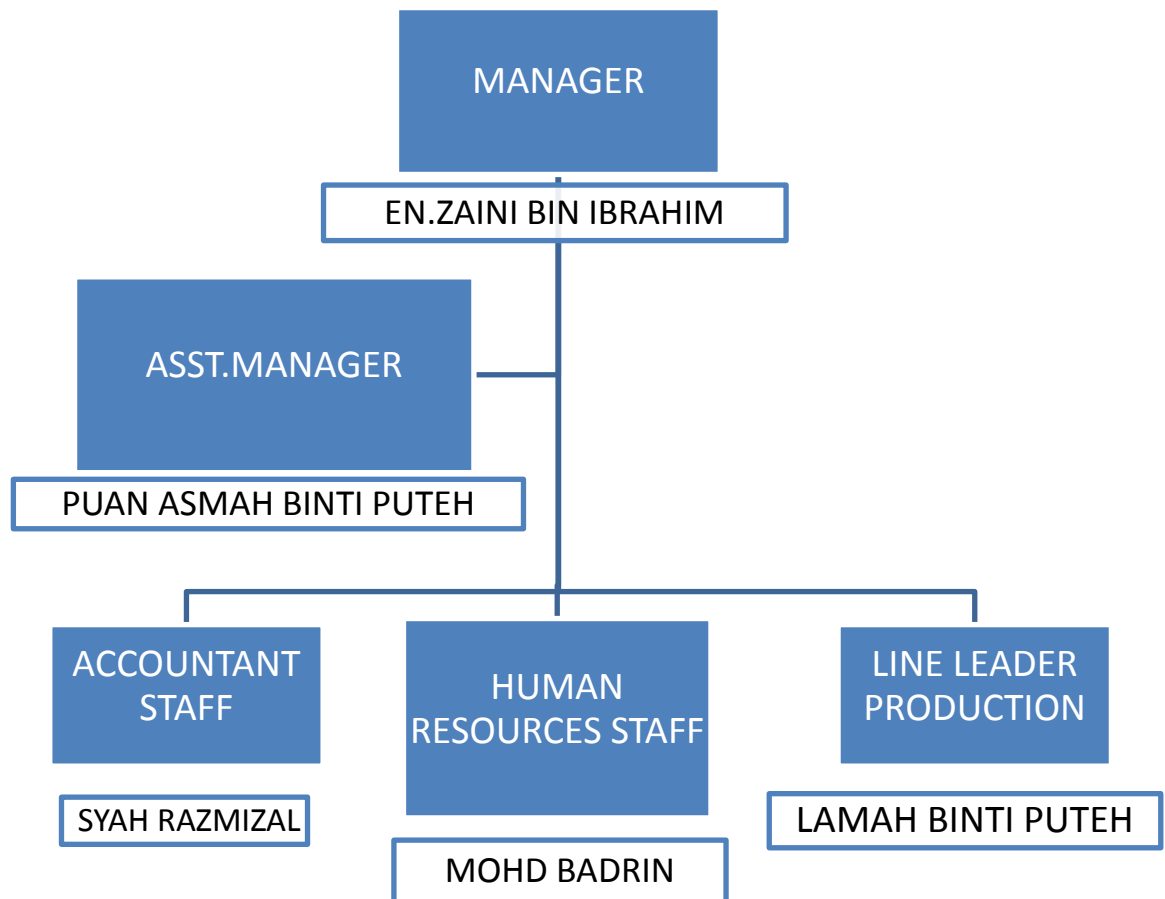 MANAGER
EN.ZAINI BIN IBRAHIM
ASST.MANAGER
PUAN ASMAH BINTI PUTEH
ACCOUNTANT
STAFF
SYAH RAZMIZAL
HUMAN
RESOURCES STAFF
MOHD BADRIN
LINE LEADER
PRODUCTION
LAMAH BINTI PUTEH